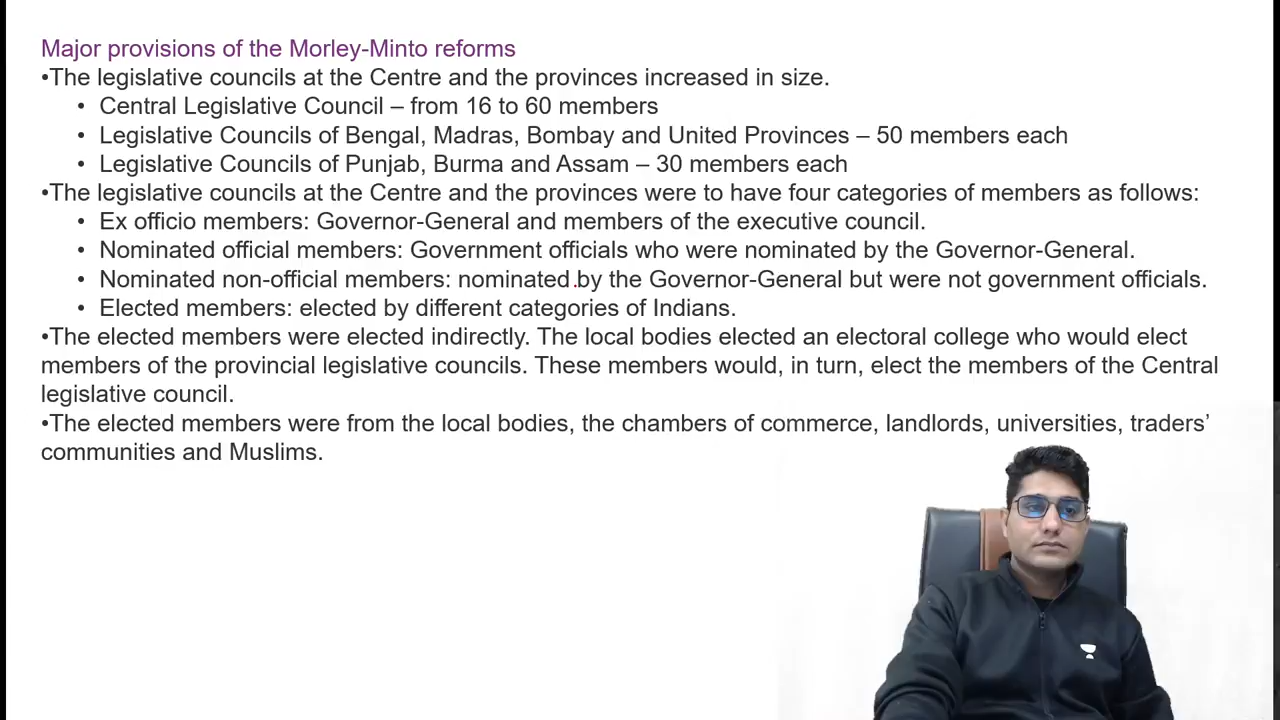 Major provisions of the Morley-Minto reforms
•The legislative councils at the Centre and the provinces increased in size.
• Central Legislative Council – from 16 to 60 members
• Legislative Councils of Bengal, Madras, Bombay and United Provinces – 50 members each
• Legislative Councils of Punjab, Burma and Assam – 30 members each
•The legislative councils at the Centre and the provinces were to have four categories of members as follows:
• Ex officio members: Governor-General and members of the executive council.
• Nominated official members: Government officials who were nominated by the Governor-General.
• Nominated non-official members: nominated by the Governor-General but were not government officials.
• Elected members: elected by different categories of Indians.
•The elected members were elected indirectly. The local bodies elected an electoral college who would elect
members of the provincial legislative councils. These members would, in turn, elect the members of the Central
legislative council.
•The elected members were from the local bodies, the chambers of commerce, landlords, universities, traders’
communities and Muslims.